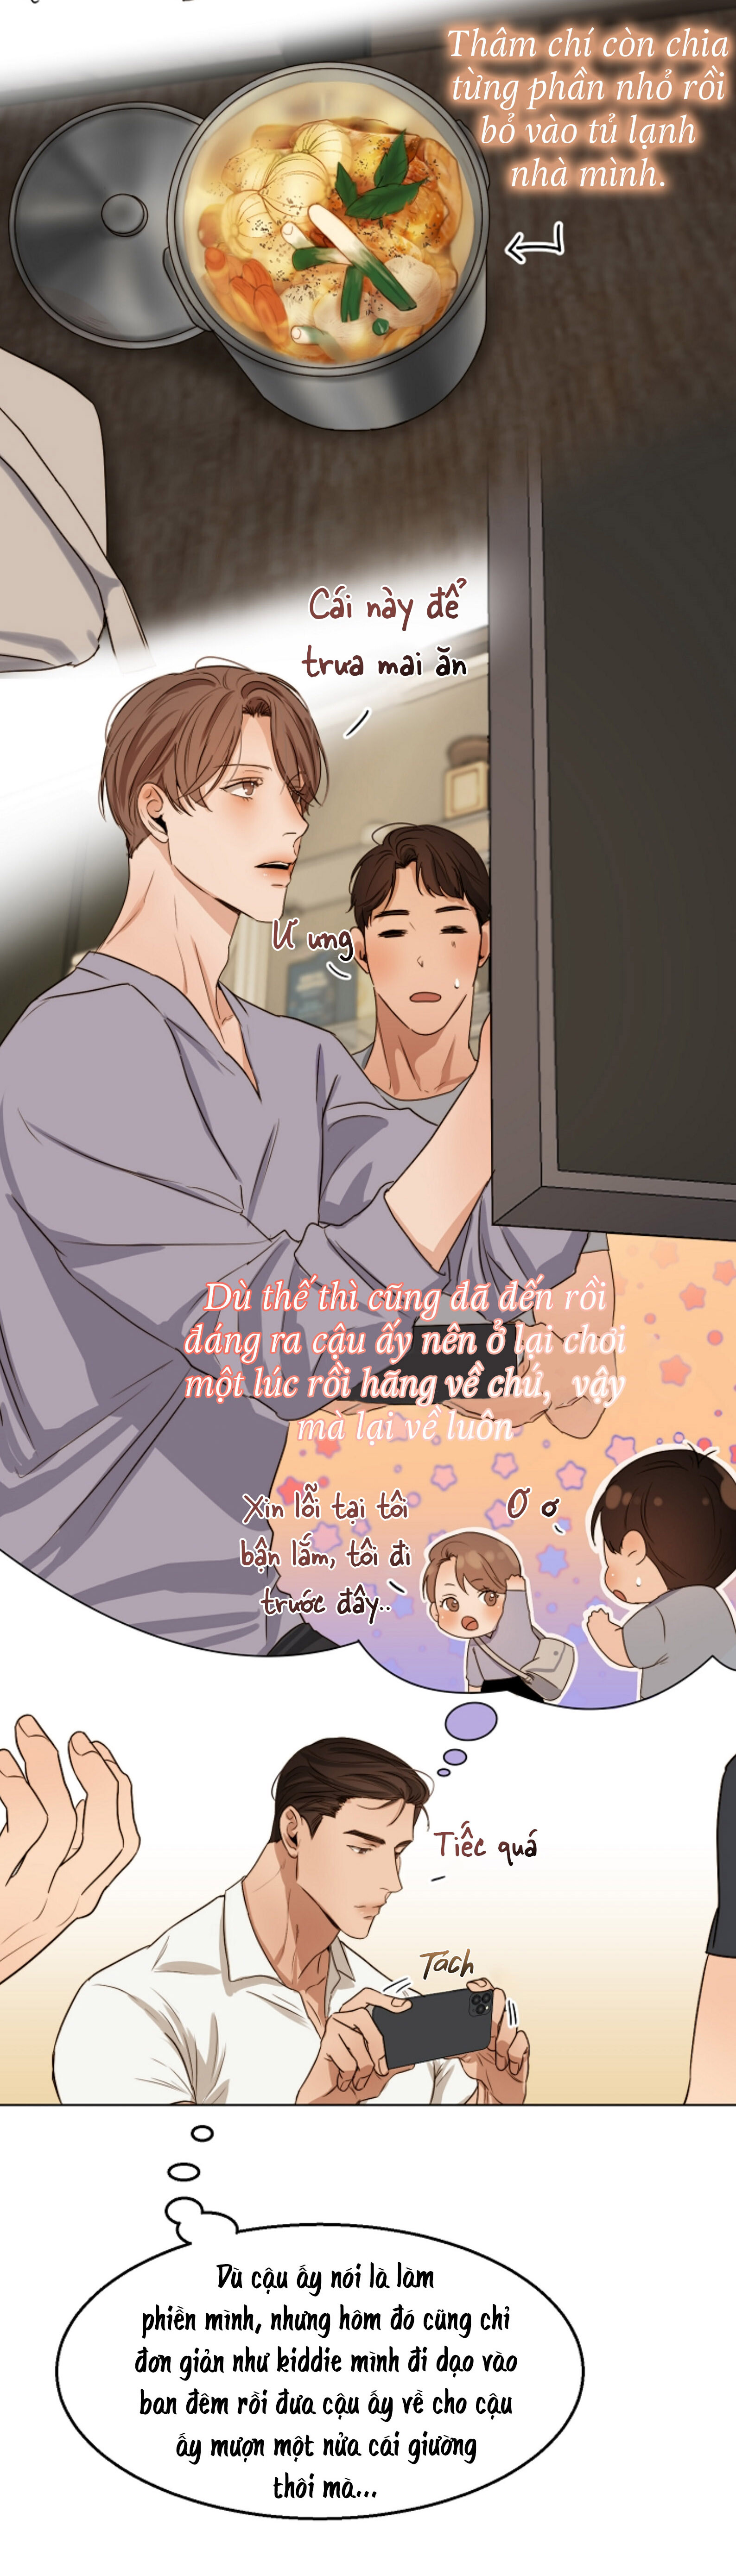 Thâm chí còn chia
từng phần nhỏ rồi
bỏ vào tủ lạnh
nhà mình.
Cái này để
trưa mai ăn
Ư ưng
Dù thế thì cũng đã đến rồi
đáng ra cậu ấy nên ở lại chơi
một lúc rồi hãng về chứ, vậy
mà lại về luôn
Xin lỗi tại tôi
bận lắm, tôi đi
trước đây..
Ơ ơ
Tiếc quá
Tách
Dù cậu ấy nói là làm
phiền mình, nhưng hôm đó cũng chỉ
đơn giản như kiddie mình đi dạo vào
ban đêm rồi đưa cậu ấy về cho cậu
ấy mượn một nửa cái giường
thôi mà...